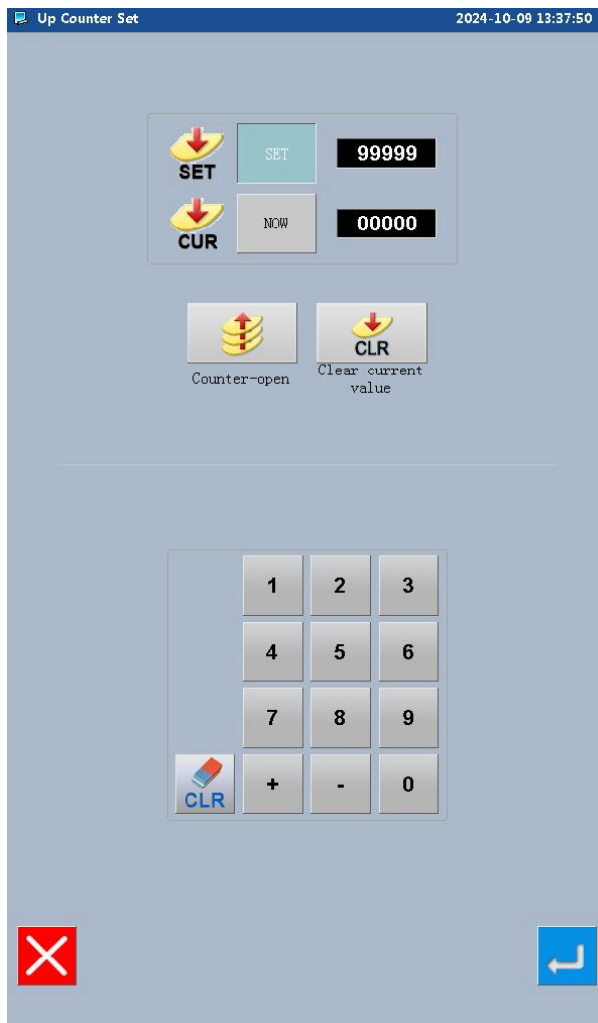 Up Counter Set 2024-10-09 13:37:50
SET SET 99999
CUR NOW 00000
CLR
Counter-open Clear current
value
1 2 3
4 5 6
7 8 9
CLR + - 0